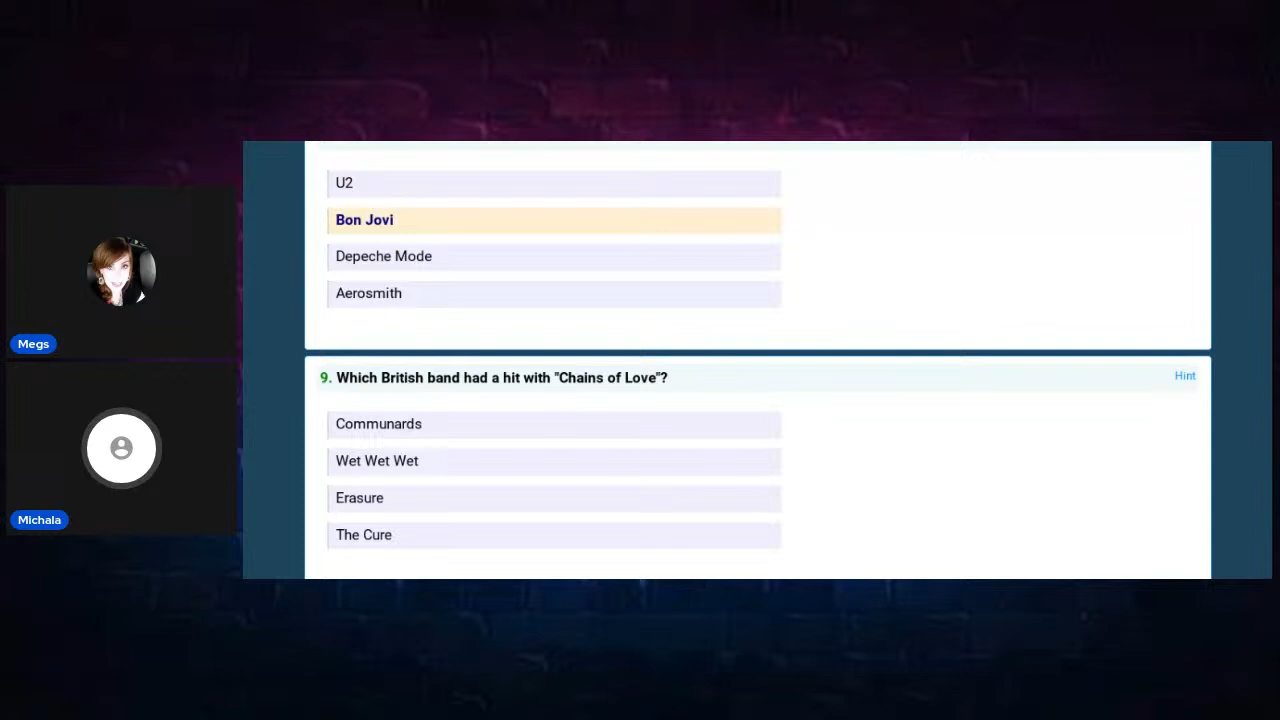 U2
Bon Jovi
Depeche Mode
Aerosmith
Megs
9. Which British band had a hit with "Chains of Love"?
Hint
Communards
Wet Wet Wet
Erasure
Michala
The Cure